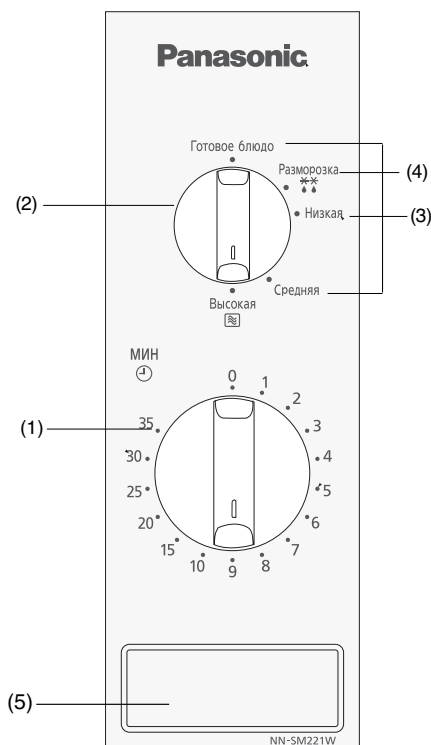 Panasonic
Готовое блюдо
Разморозка
(4)
(2)
Низкая
(3)
Средняя
Высокая
МИН
0
1
2
3
4
5
6
7
8
9
10
15
20
25
30
35
(1)
(5)
NN-SM221W